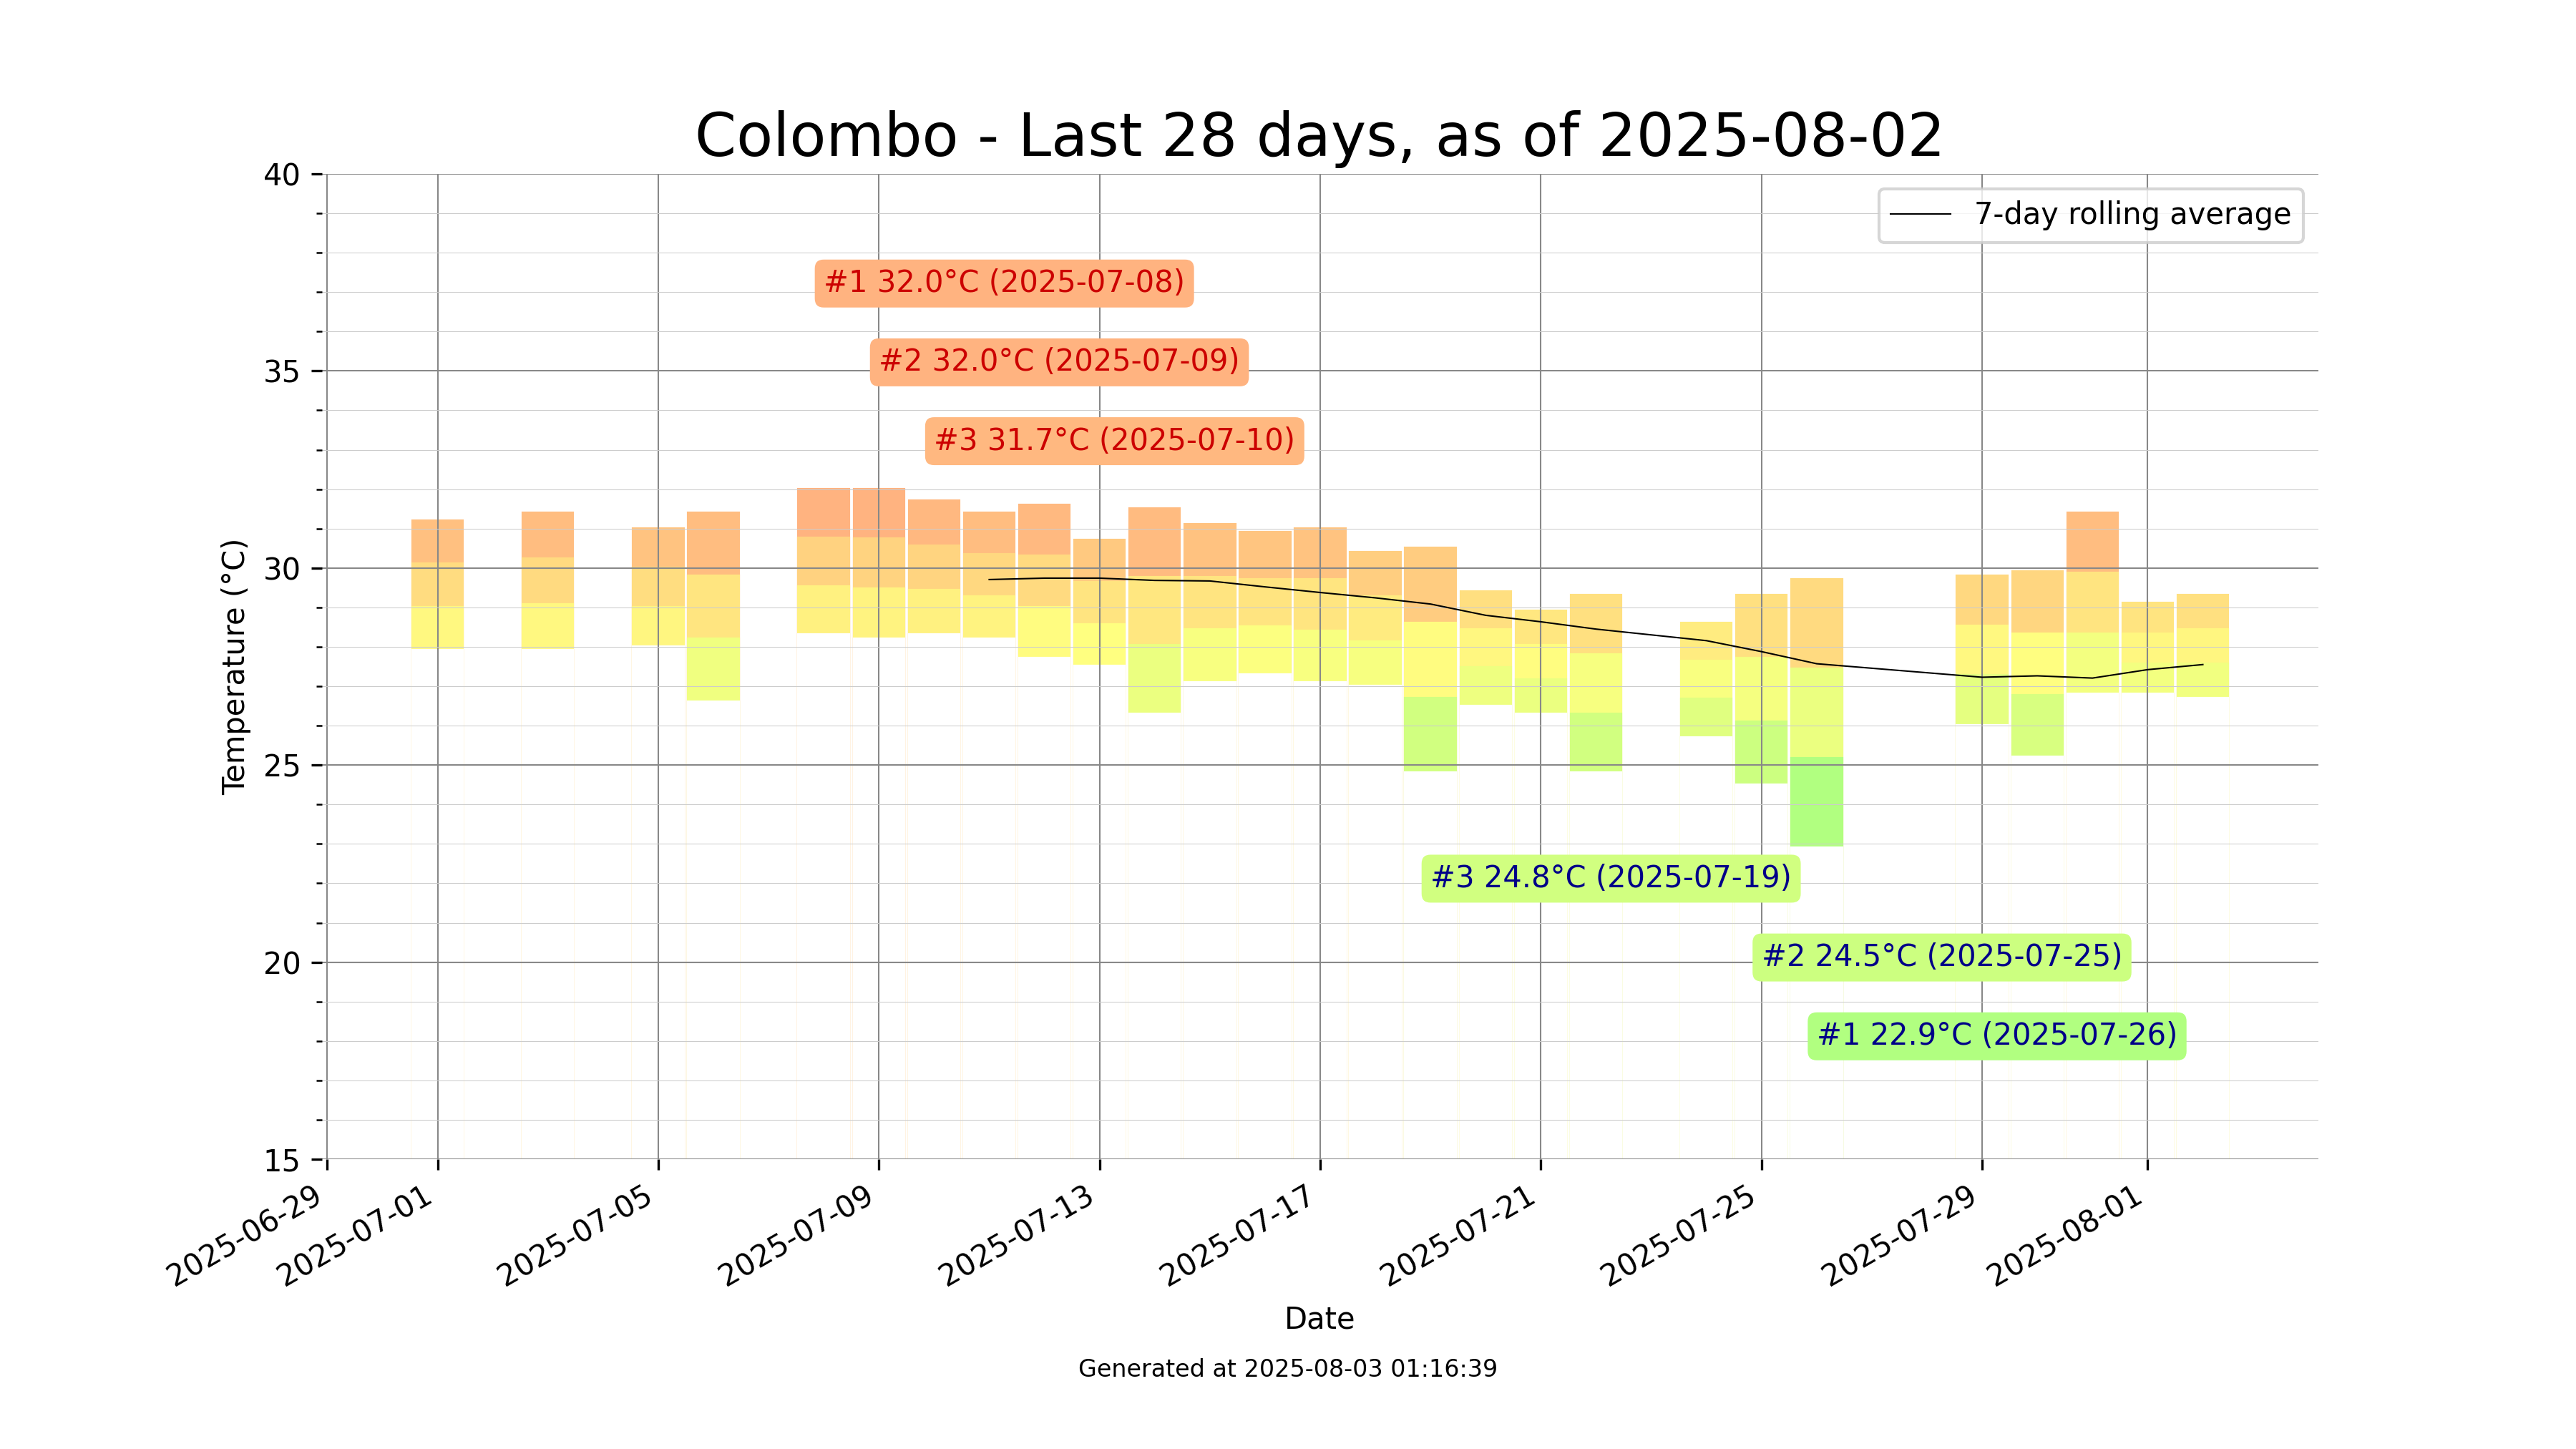 Colombo - Last 28 days, as of 2025-08-02
7-day rolling average
#1 32.0°C (2025-07-08)
#2 32.0°C (2025-07-09)
#3 31.7°C (2025-07-10)
#3 24.8°C (2025-07-19)
#2 24.5°C (2025-07-25)
#1 22.9°C (2025-07-26)
Temperature (°C)
40
35
30
25
20
15
2025-06-29
2025-07-01
2025-07-05
2025-07-09
2025-07-13
2025-07-17
2025-07-21
2025-07-25
2025-07-29
2025-08-01
Date
Generated at 2025-08-03 01:16:39